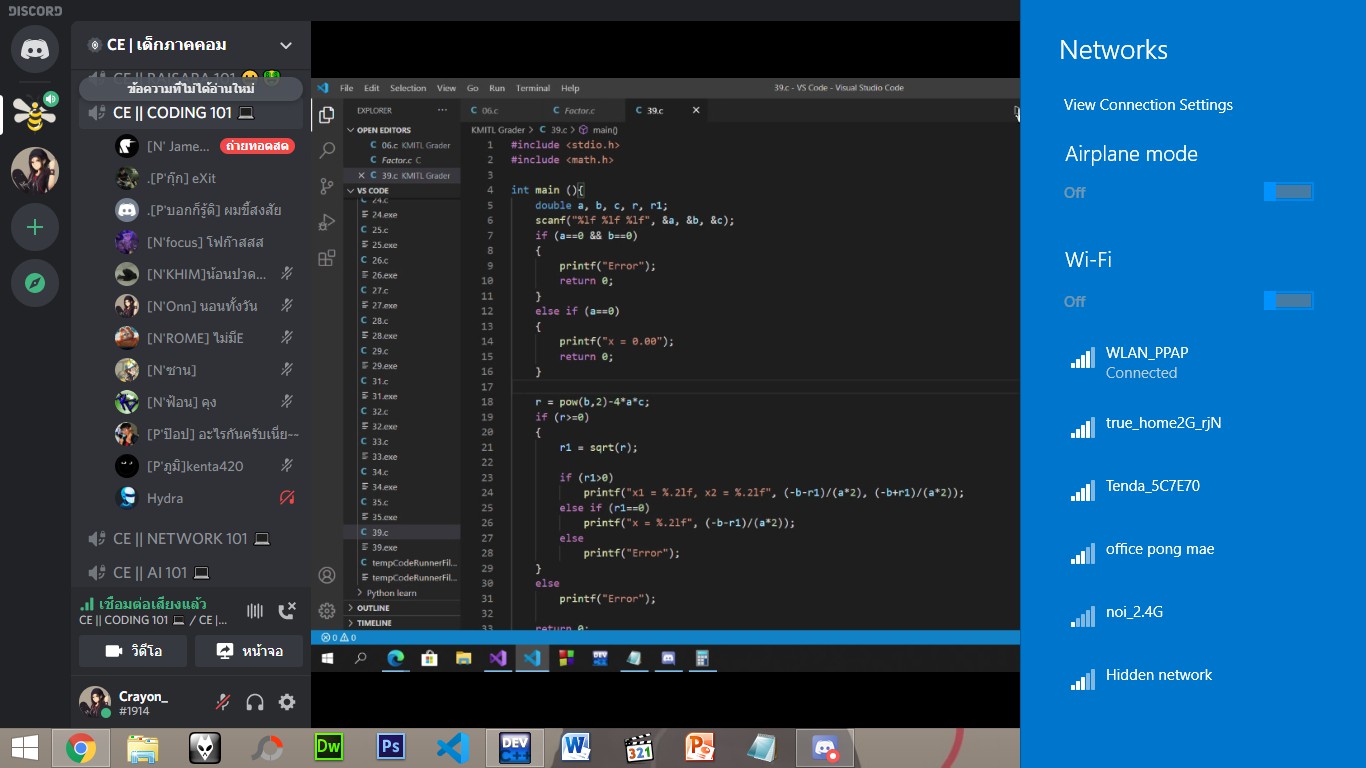 DISCORD
CE | เด็กภาคคอม
ข้อความที่ไม่ได้อ่านใหม่
CE || CODING 101
[N' Jame... ถ่ายทอดสด
.[P'กุ๊ก] eXit
.[P'บอกก็รู้ดิ] ผมขี้สงสัย
[N'focus] โฟก๊าสสส
[N'KHIM]น้อนปวด...
[N'Onn] นอนทั้งวัน
[N'ROME] ไม่มีE
[N'ซาน]
[N'ฟ้อน] คุง
[P'ป๊อป] อะไรกันครับเนี่ย~~
[P'ภูมิ]kenta420
Hydra
CE || NETWORK 101
CE || AI 101
เชื่อมต่อเสียงแล้ว
CE || CODING 101 / CE |...
วิดีโอ
หน้าจอ
Crayon_
#1914
File Edit Selection View Go Run Terminal Help
39.c - VS Code - Visual Studio Code
EXPLORER ···
OPEN EDITORS
06.c KMITL Grader
Factor.c C
39.c KMITL Grader
VS CODE
24.c
24.exe
25.c
25.exe
26.c
26.exe
27.c
27.exe
28.c
28.exe
29.c
29.exe
31.c
31.exe
32.c
32.exe
33.c
33.exe
34.c
34.exe
35.c
35.exe
39.c
39.exe
tempCodeRunnerFil...
tempCodeRunnerFil...
Python learn
OUTLINE
TIMELINE
0 0
06.c Factor.c 39.c
KMITL Grader > 39.c > main()
1 #include <stdio.h>
2 #include <math.h>
3
4 int main (){
5 double a, b, c, r, r1;
6 scanf("%lf %lf %lf", &a, &b, &c);
7 if (a==0 && b==0)
8 {
9 printf("Error");
10 return 0;
11 }
12 else if (a==0)
13 {
14 printf("x = 0.00");
15 return 0;
16 }
17
18 r = pow(b,2)-4*a*c;
19 if (r>=0)
20 {
21 r1 = sqrt(r);
22
23 if (r1>0)
24 printf("x1 = %.2lf, x2 = %.2lf", (-b-r1)/(a*2), (-b+r1)/(a*2));
25 else if (r1==0)
26 printf("x = %.2lf", (-b-r1)/(a*2));
27 else
28 printf("Error");
29 }
30 else
31 printf("Error");
32
33 return 0;
Networks
View Connection Settings
Airplane mode
Off
Wi-Fi
Off
WLAN_PPAP
Connected
true_home2G_rjN
Tenda_5C7E70
office pong mae
noi_2.4G
Hidden network
Dw
Ps
DEV
C++
W
321
P